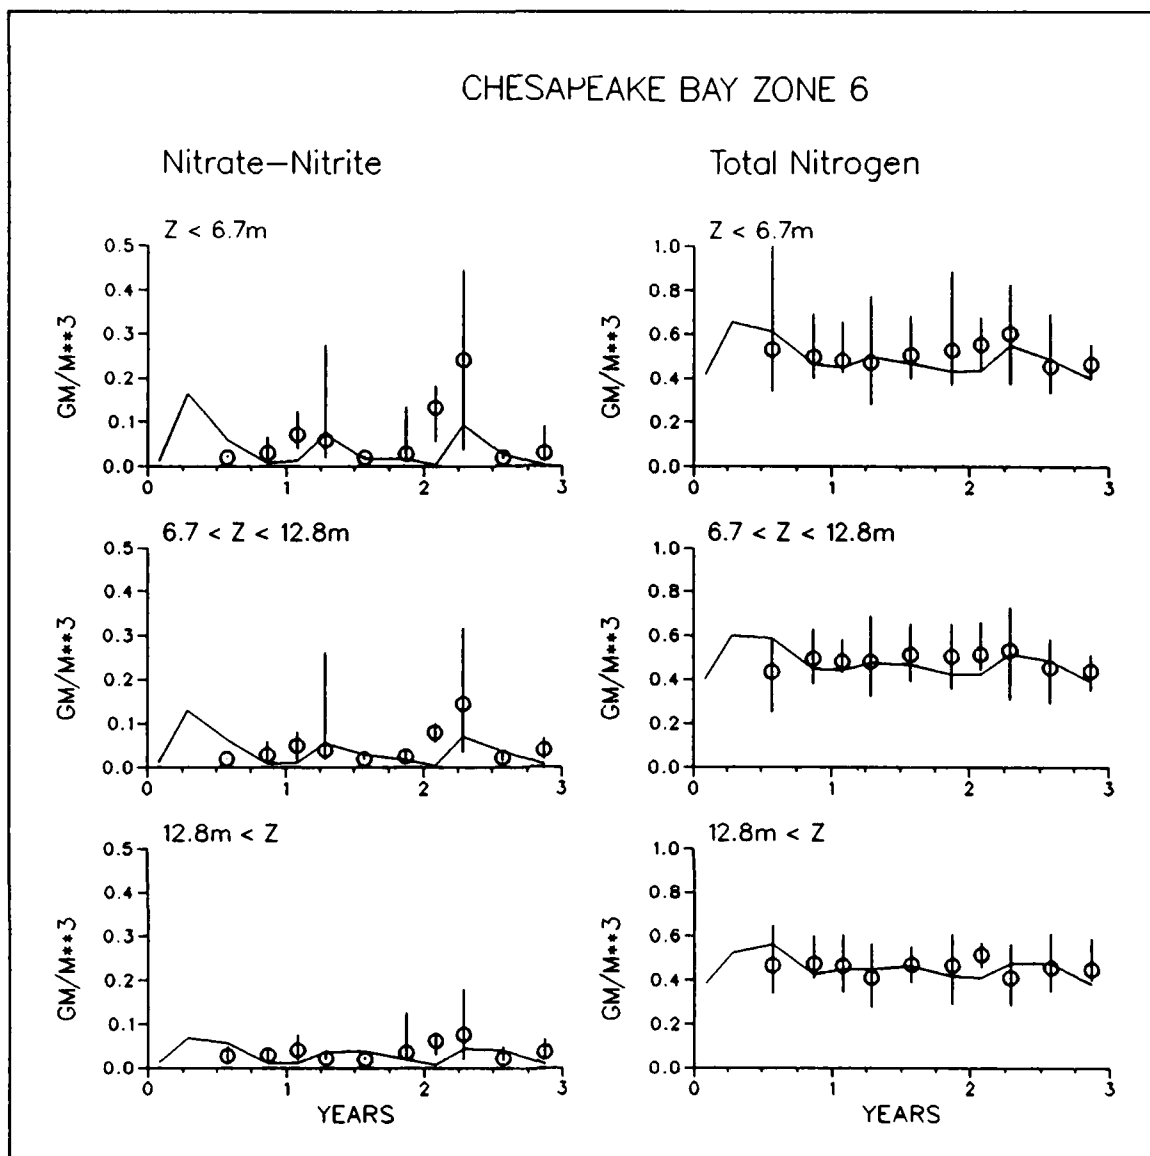 CHESAPEAKE BAY ZONE 6
Nitrate-Nitrite
Total Nitrogen
Z < 6.7m
0.5
0.4
0.3
0.2
0.1
0.0
GM/M**3
0 1 2 3
Z < 6.7m
1.0
0.8
0.6
0.4
0.2
0.0
GM/M**3
0 1 2 3
6.7 < Z < 12.8m
0.5
0.4
0.3
0.2
0.1
0.0
GM/M**3
0 1 2 3
6.7 < Z < 12.8m
1.0
0.8
0.6
0.4
0.2
0.0
GM/M**3
0 1 2 3
12.8m < Z
0.5
0.4
0.3
0.2
0.1
0.0
GM/M**3
0 1 2 3
YEARS
12.8m < Z
1.0
0.8
0.6
0.4
0.2
0.0
GM/M**3
0 1 2 3
YEARS